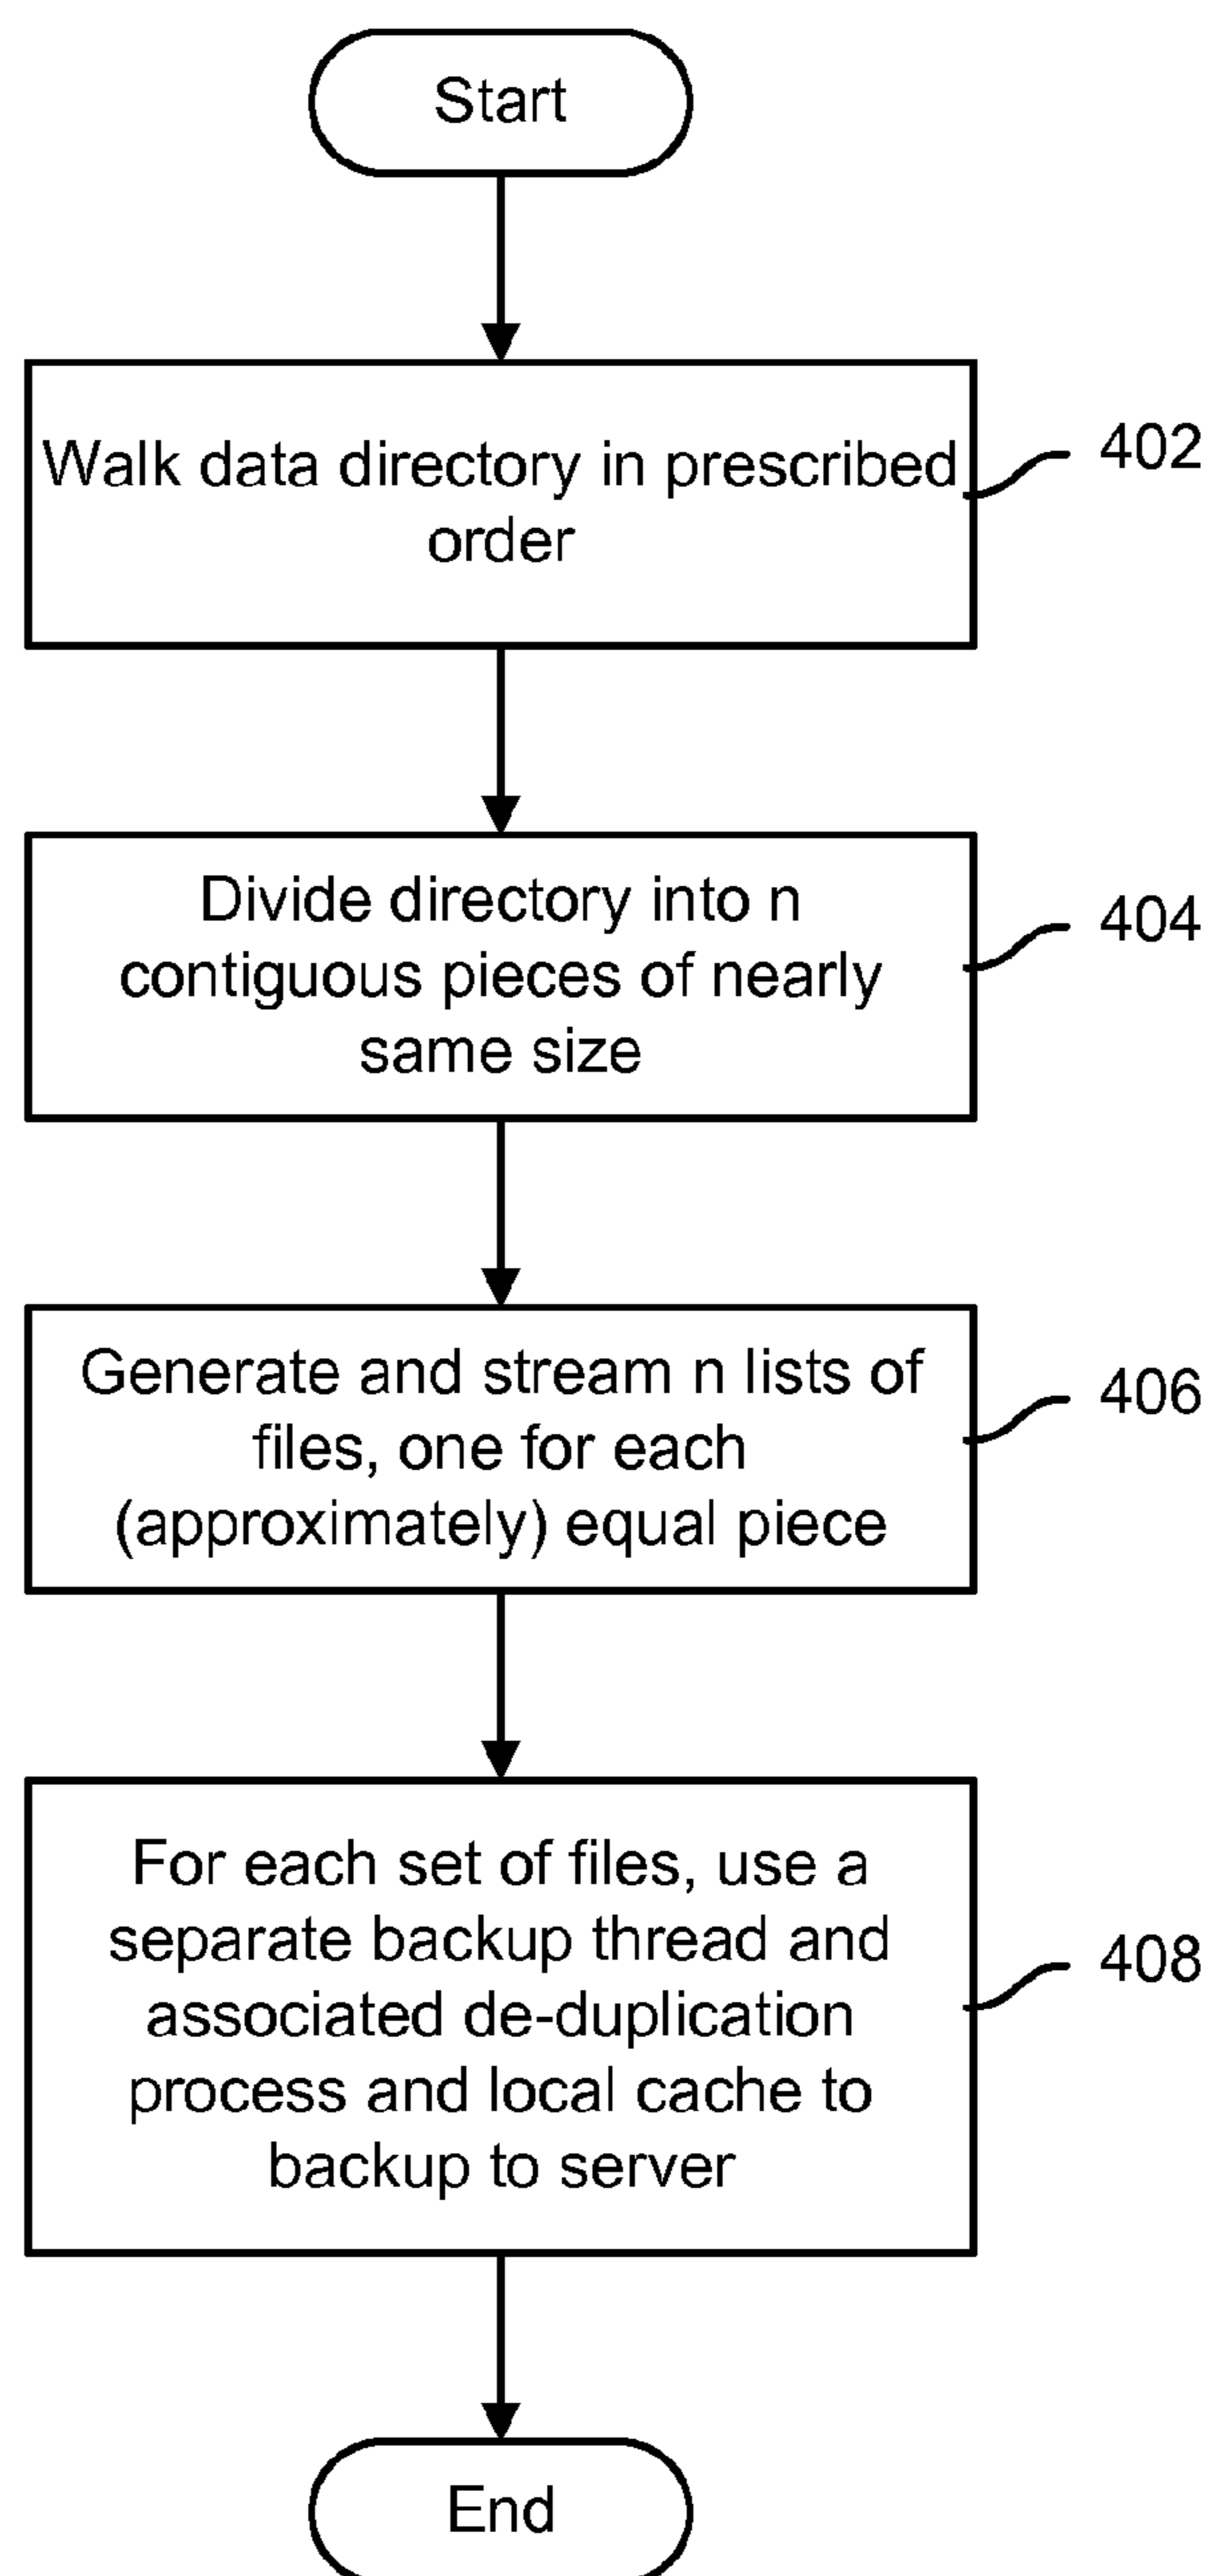 Start
Walk data directory in prescribed
order
402
Divide directory into n
contiguous pieces of nearly
same size
404
Generate and stream n lists of
files, one for each
(approximately) equal piece
406
For each set of files, use a
separate backup thread and
associated de-duplication
process and local cache to
backup to server
408
End